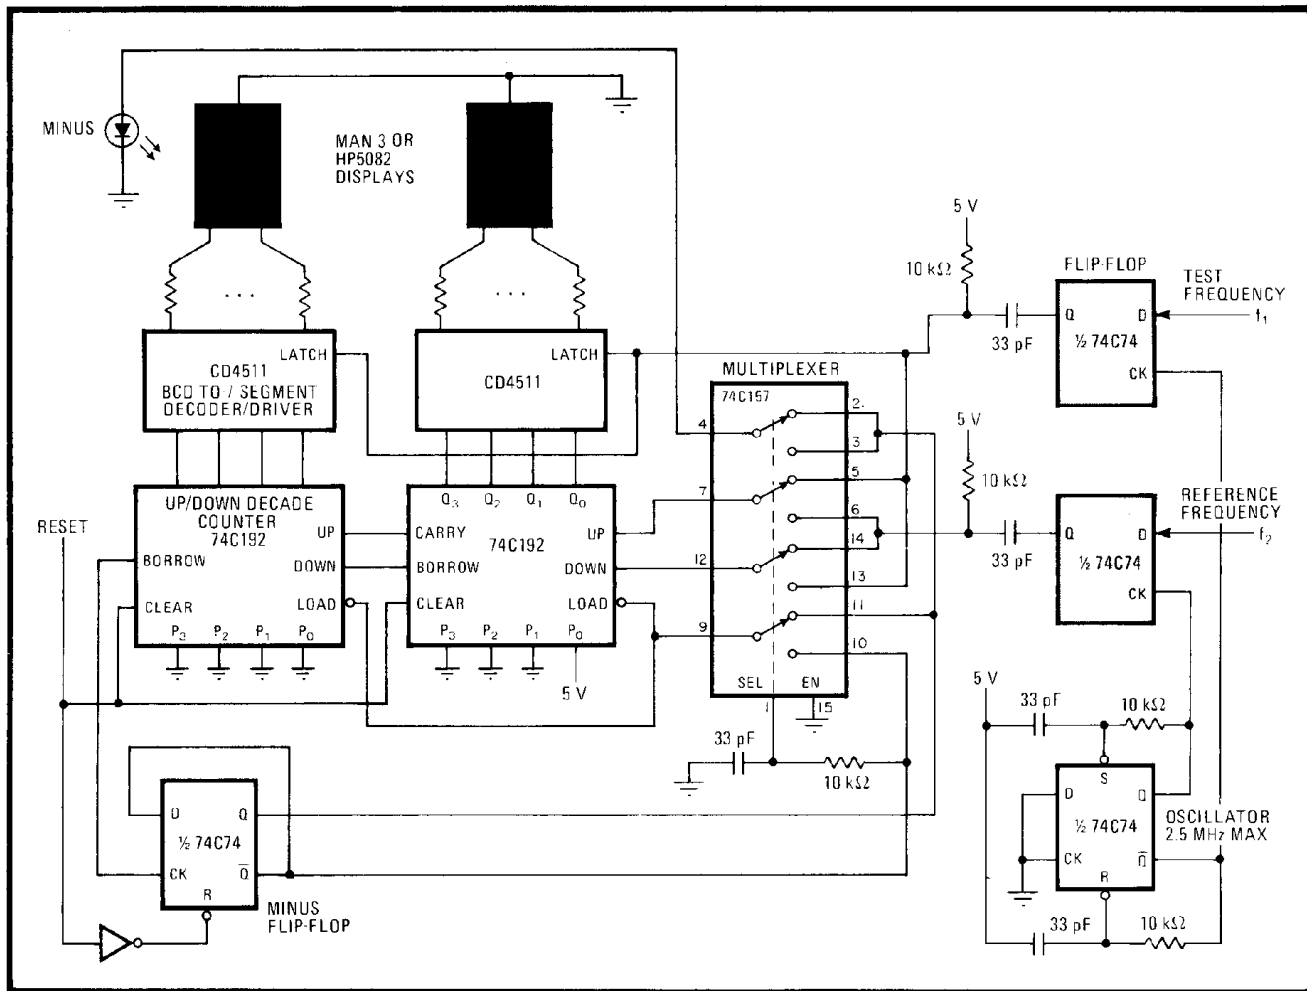 MINUS
MAN 3 OR
HP5082
DISPLAYS
5 V
10 kΩ
33 pF
FLIP-FLOP
Q
D
½ 74C74
CK
TEST
FREQUENCY
f₁
LATCH
CD4511
BCD TO / SEGMENT
DECODER/DRIVER
LATCH
CD4511
MULTIPLEXER
74C157
4
7
12
9
2
3
5
6
14
13
11
10
SEL
EN
1
15
5 V
10 kΩ
33 pF
Q
D
½ 74C74
CK
REFERENCE
FREQUENCY
f₂
RESET
UP/DOWN DECADE
COUNTER
74C192
UP
BORROW
DOWN
CLEAR
LOAD
P₃ P₂ P₁ P₀
Q₃ Q₂ Q₁ Q₀
CARRY
74C192
UP
BORROW
DOWN
CLEAR
LOAD
P₃ P₂ P₁ P₀
5 V
33 pF
10 kΩ
D
Q
½ 74C74
CK
Q̅
R
MINUS
FLIP-FLOP
5 V
33 pF
10 kΩ
S
D
Q
½ 74C74
CK
Q̅
R
OSCILLATOR
2.5 MHz MAX
33 pF
10 kΩ